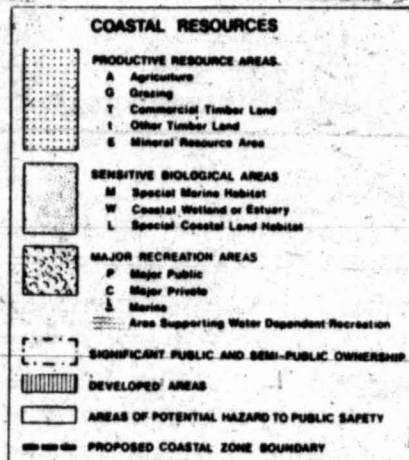 COASTAL RESOURCES
PRODUCTIVE RESOURCE AREAS.
A Agriculture
G Grazing
T Commercial Timber Land
t Other Timber Land
S Mineral Resource Area
SENSITIVE BIOLOGICAL AREAS
M Special Marine Habitat
W Coastal Wetland or Estuary
L Special Coastal Land Habitat
MAJOR RECREATION AREAS
P Major Public
C Major Private
Marina
Area Supporting Water Dependent Recreation
SIGNIFICANT PUBLIC AND SEMI-PUBLIC OWNERSHIP
DEVELOPED AREAS
AREAS OF POTENTIAL HAZARD TO PUBLIC SAFETY
PROPOSED COASTAL ZONE BOUNDARY